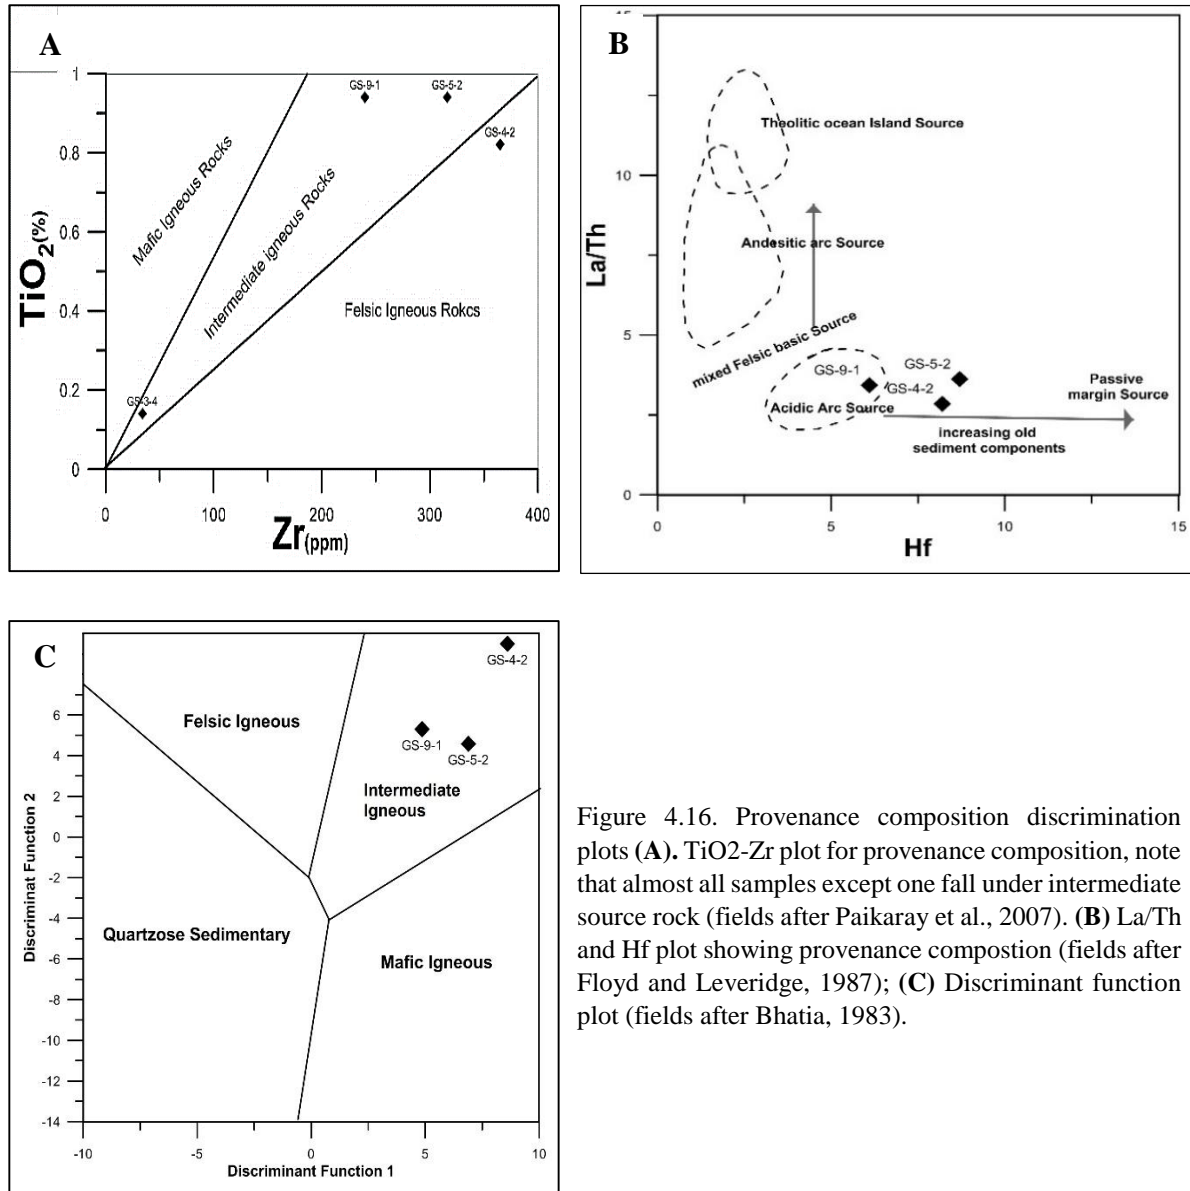 A
TiO2(%)
1
0.8
0.6
0.4
0.2
0
GS-9-1
GS-5-2
GS-4-2
Mafic Igneous Rocks
Intermediate igneous Rocks
Felsic Igneous Rokcs
GS-3-4
0
100
200
300
400
Zr(ppm)
B
La/Th
15
10
5
0
Theolitic ocean Island Source
Andesitic arc Source
mixed Felsic basic Source
GS-9-1
GS-5-2
GS-4-2
Acidic Arc Source
Passive
margin Source
increasing old
sediment components
0
5
10
15
Hf
C
Discriminat Function 2
6
4
2
0
-2
-4
-6
-8
-10
-12
-14
GS-4-2
Felsic Igneous
GS-9-1
GS-5-2
Intermediate
Igneous
Quartzose Sedimentary
Mafic Igneous
-10
-5
0
5
10
Discriminant Function 1
Figure 4.16. Provenance composition discrimination
plots (A). TiO2-Zr plot for provenance composition, note
that almost all samples except one fall under intermediate
source rock (fields after Paikaray et al., 2007). (B) La/Th
and Hf plot showing provenance compostion (fields after
Floyd and Leveridge, 1987); (C) Discriminant function
plot (fields after Bhatia, 1983).